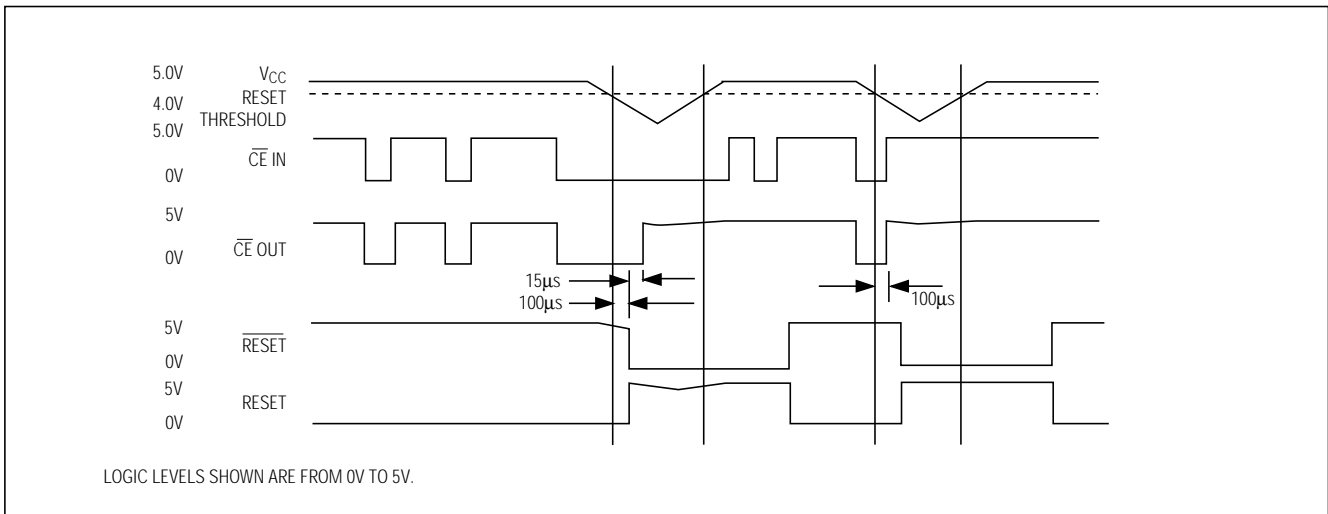 5.0V VCC
RESET
4.0V
THRESHOLD
5.0V
CE IN
0V
5V
CE OUT
0V
15μs
100μs
100μs
5V
RESET
0V
5V
RESET
0V
LOGIC LEVELS SHOWN ARE FROM 0V TO 5V.